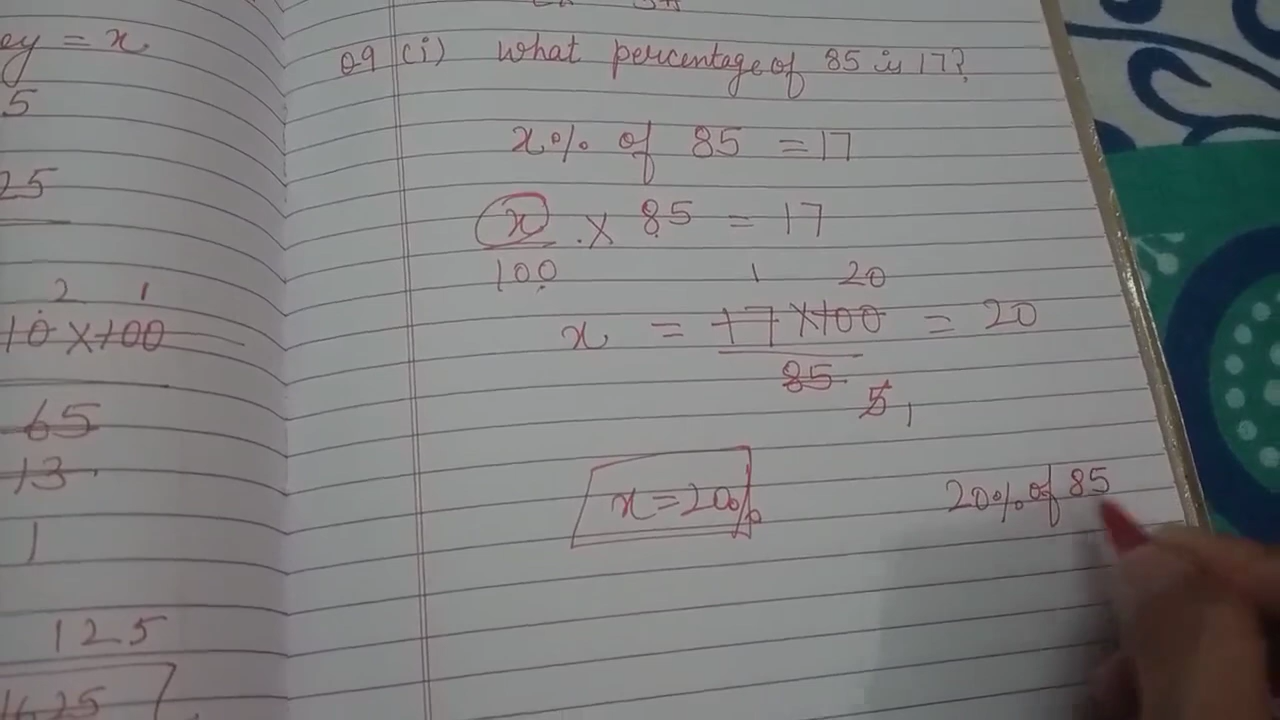 ey = x
5
25
2 1
10 X 100
65
13
1
125
1625
Q9 (i) What percentage of 85 is 17?
x% of 85 = 17
x . X 85 = 17
100
1 20
x = 17 X 100 = 20
85
5 1
x = 20%
20% of 85